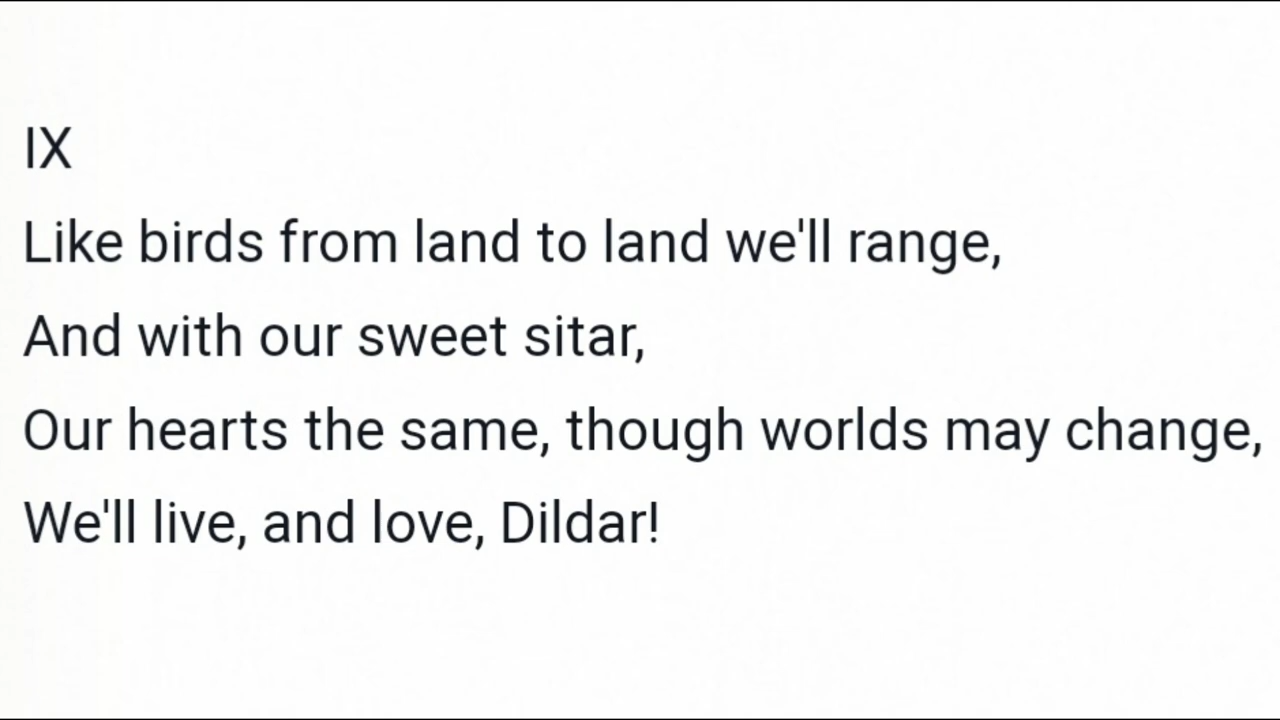 IX
Like birds from land to land we'll range,
And with our sweet sitar,
Our hearts the same, though worlds may change,
We'll live, and love, Dildar!